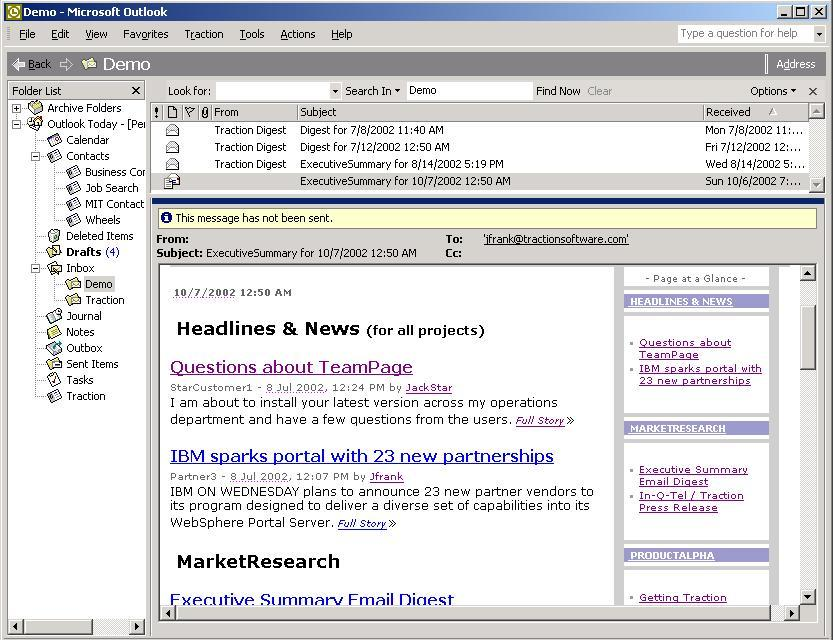 Demo - Microsoft Outlook
File Edit View Favorites Traction Tools Actions Help
Type a question for help
Back Demo Address
Folder List
Look for: Search In Demo Find Now Clear Options
Archive Folders
Outlook Today - [Pe
Calendar
Contacts
Business Cor
Job Search
MIT Contact
Wheels
Deleted Items
Drafts (4)
Inbox
Demo
Traction
Journal
Notes
Outbox
Sent Items
Tasks
Traction
From Subject Received
Traction Digest Digest for 7/8/2002 11:40 AM Mon 7/8/2002 11:...
Traction Digest Digest for 7/12/2002 12:50 AM Fri 7/12/2002 12:...
Traction Digest ExecutiveSummary for 8/14/2002 5:19 PM Wed 8/14/2002 5:...
ExecutiveSummary for 10/7/2002 12:50 AM Sun 10/6/2002 7:...
This message has not been sent.
From: To: 'jfrank@tractionsoftware.com'
Subject: ExecutiveSummary for 10/7/2002 12:50 AM Cc:
10/7/2002 12:50 AM
Headlines & News (for all projects)
Questions about TeamPage
StarCustomer1 - 8 Jul 2002, 12:24 PM by JackStar
I am about to install your latest version across my operations
department and have a few questions from the users. Full Story »
IBM sparks portal with 23 new partnerships
Partner3 - 8 Jul 2002, 12:07 PM by Jfrank
IBM ON WEDNESDAY plans to announce 23 new partner vendors to
its program designed to deliver a diverse set of capabilities into its
WebSphere Portal Server. Full Story »
MarketResearch
Executive Summary Email Digest
- Page at a Glance -
HEADLINES & NEWS
Questions about
TeamPage
IBM sparks portal with
23 new partnerships
MARKETRESEARCH
Executive Summary
Email Digest
In-Q-Tel / Traction
Press Release
PRODUCTALPHA
Getting Traction